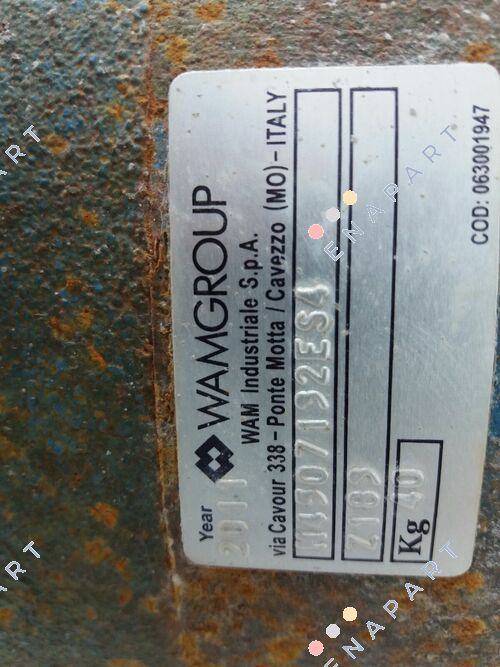 Year
2011
WAMGROUP
WAM Industriale S.p.A.
via Cavour 338 - Ponte Motta / Cavezzo (MO) - ITALY
Kg 40
COD: 063001947
ENAPART
ENAPART